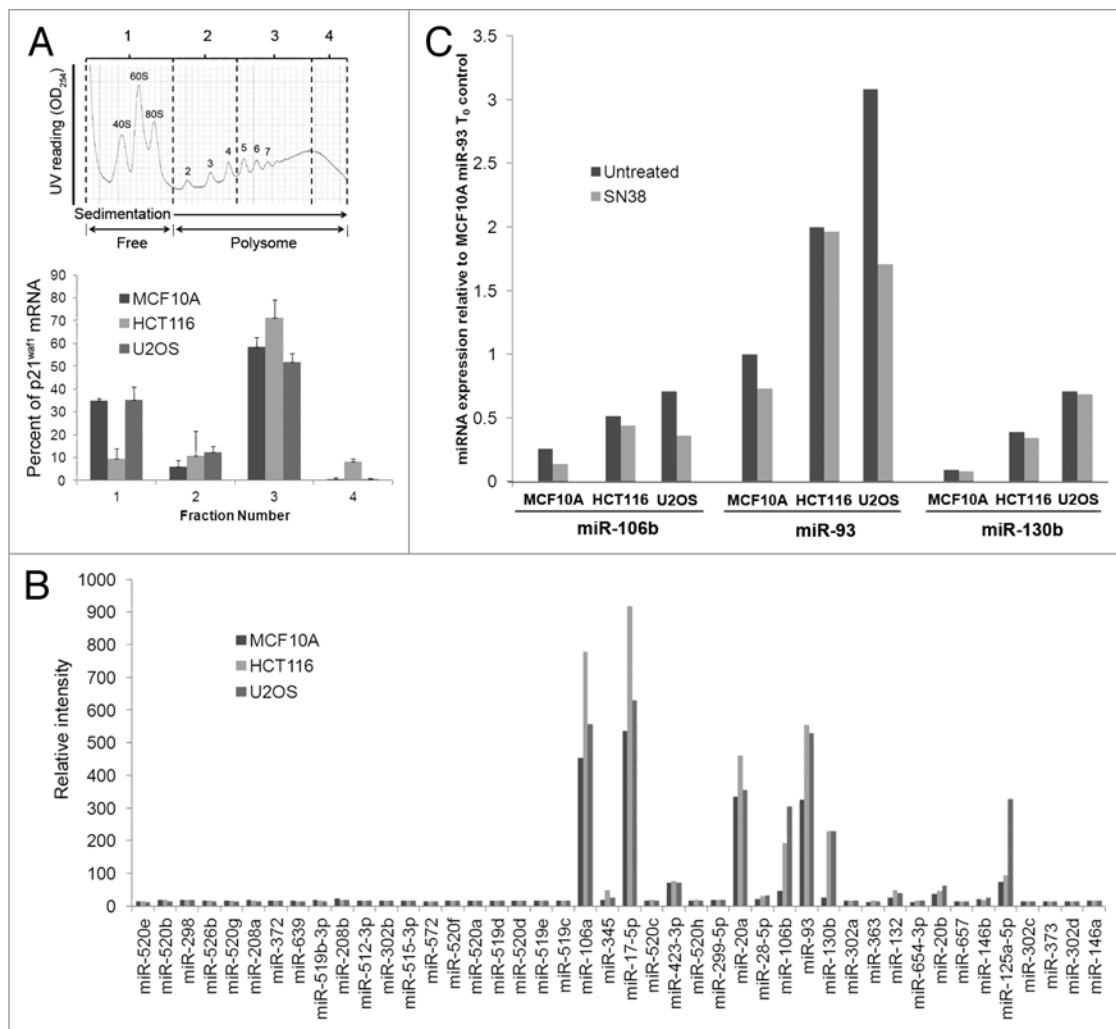 A
1 2 3 4
UV reading (OD254)
40S 60S 80S 2 3 4 5 6 7
Sedimentation
Free Polysome
Percent of p21waf1 mRNA
90
80
70
60
50
40
30
20
10
0
MCF10A
HCT116
U2OS
1 2 3 4
Fraction Number
C
miRNA expression relative to MCF10A miR-93 T0 control
3.5
3
2.5
2
1.5
1
0.5
0
Untreated
SN38
MCF10A HCT116 U2OS MCF10A HCT116 U2OS MCF10A HCT116 U2OS
miR-106b miR-93 miR-130b
B
Relative intensity
1000
900
800
700
600
500
400
300
200
100
0
MCF10A
HCT116
U2OS
miR-520e
miR-520b
miR-298
miR-526b
miR-520g
miR-208a
miR-372
miR-639
miR-519b-3p
miR-208b
miR-512-3p
miR-302b
miR-515-3p
miR-572
miR-520f
miR-520a
miR-519d
miR-520d
miR-519e
miR-519c
miR-106a
miR-345
miR-17-5p
miR-520c
miR-423-3p
miR-520h
miR-299-5p
miR-20a
miR-28-5p
miR-106b
miR-93
miR-130b
miR-302a
miR-363
miR-132
miR-654-3p
miR-20b
miR-657
miR-146b
miR-125a-5p
miR-302c
miR-373
miR-302d
miR-146a